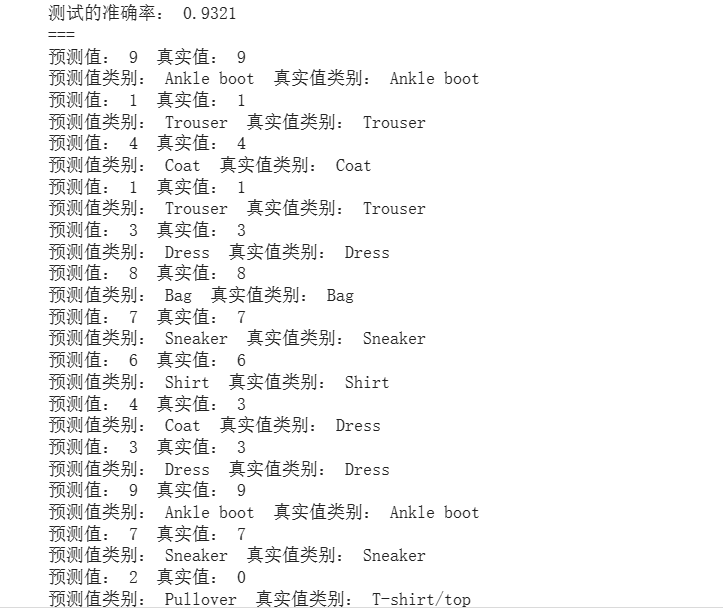 测试的准确率： 0.9321
===
预测值： 9  真实值： 9
预测值类别： Ankle boot  真实值类别： Ankle boot
预测值： 1  真实值： 1
预测值类别： Trouser  真实值类别： Trouser
预测值： 4  真实值： 4
预测值类别： Coat  真实值类别： Coat
预测值： 1  真实值： 1
预测值类别： Trouser  真实值类别： Trouser
预测值： 3  真实值： 3
预测值类别： Dress  真实值类别： Dress
预测值： 8  真实值： 8
预测值类别： Bag  真实值类别： Bag
预测值： 7  真实值： 7
预测值类别： Sneaker  真实值类别： Sneaker
预测值： 6  真实值： 6
预测值类别： Shirt  真实值类别： Shirt
预测值： 4  真实值： 3
预测值类别： Coat  真实值类别： Dress
预测值： 3  真实值： 3
预测值类别： Dress  真实值类别： Dress
预测值： 9  真实值： 9
预测值类别： Ankle boot  真实值类别： Ankle boot
预测值： 7  真实值： 7
预测值类别： Sneaker  真实值类别： Sneaker
预测值： 2  真实值： 0
预测值类别： Pullover  真实值类别： T-shirt/top